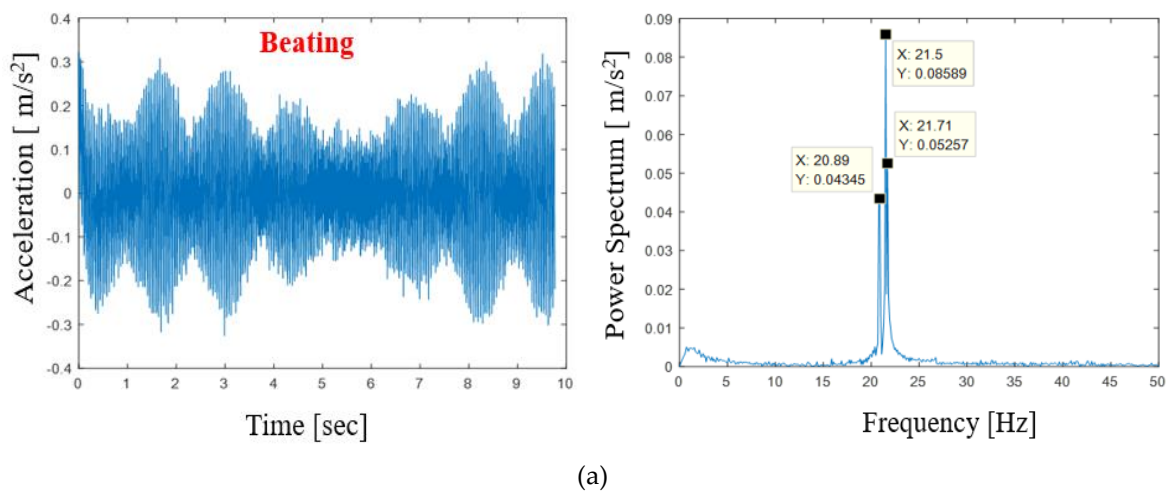 Beating
Acceleration [ m/s²]
0.4
0.3
0.2
0.1
0
-0.1
-0.2
-0.3
-0.4
0 1 2 3 4 5 6 7 8 9 10
Time [sec]
Power Spectrum [ m/s²]
0.09
0.08
0.07
0.06
0.05
0.04
0.03
0.02
0.01
0
X: 21.5
Y: 0.08589
X: 21.71
Y: 0.05257
X: 20.89
Y: 0.04345
0 5 10 15 20 25 30 35 40 45 50
Frequency [Hz]
(a)